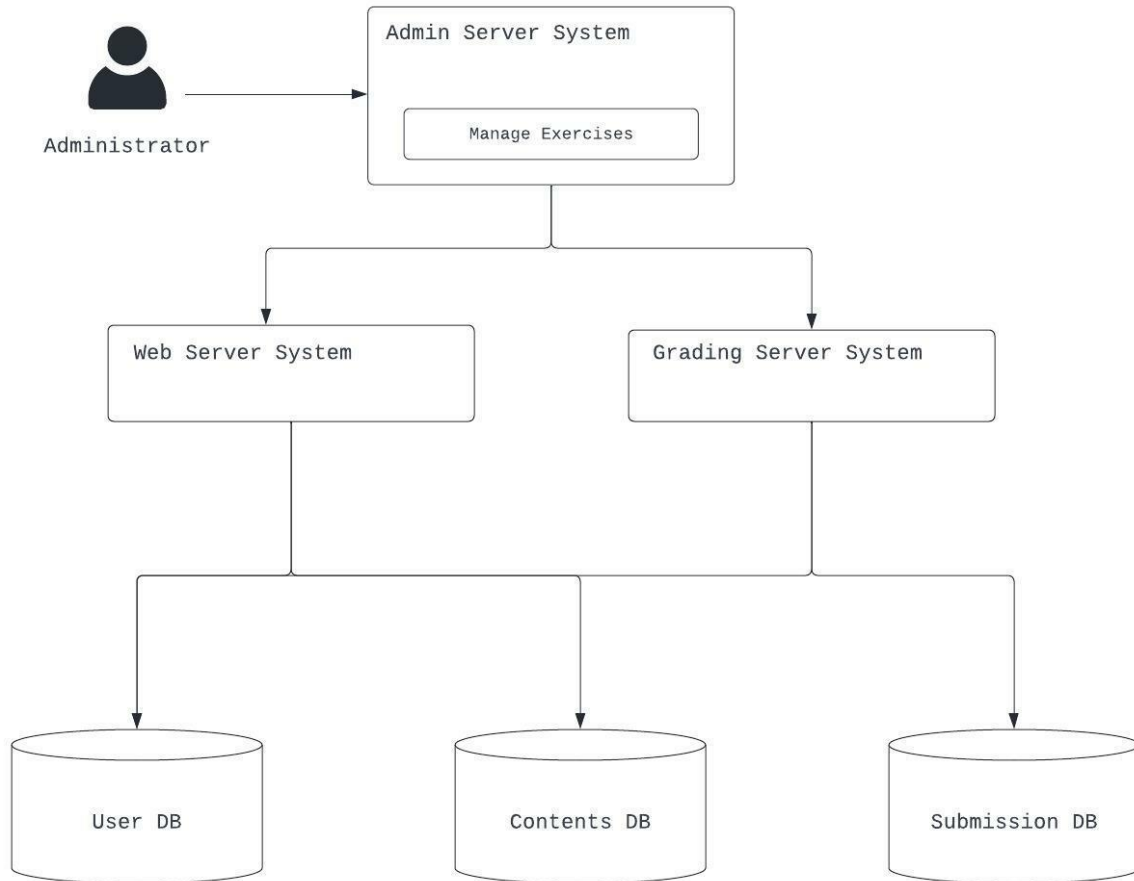 Admin Server System
Manage Exercises
Administrator
Web Server System
Grading Server System
User DB
Contents DB
Submission DB